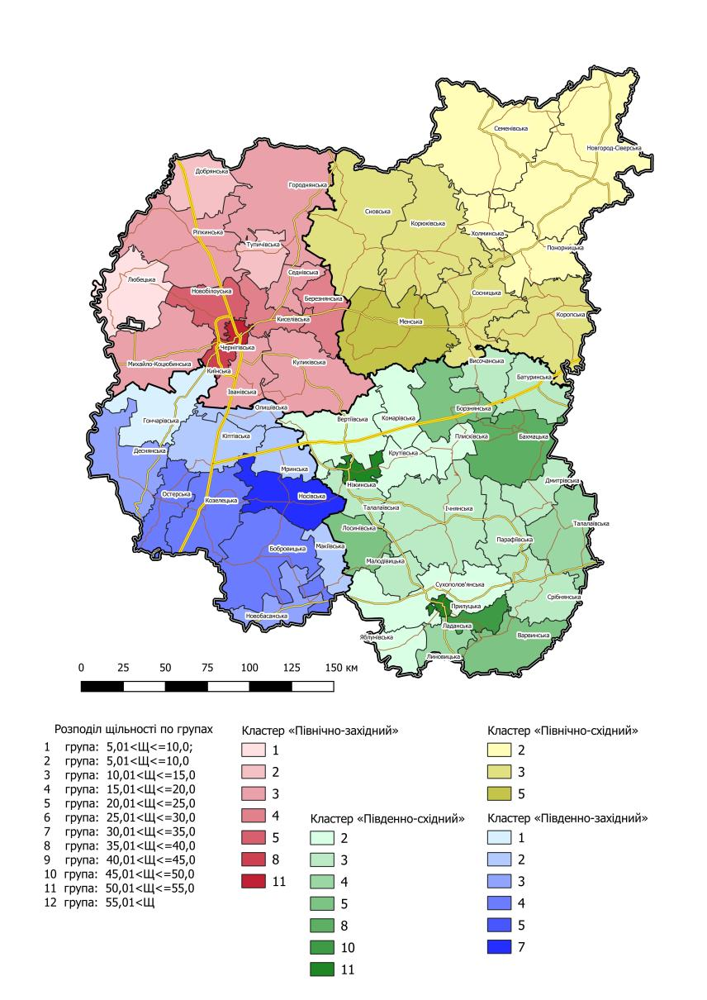 Семенівська
Новгород-Сіверська
Добрянська
Городнянська
Сновська
Корюківська
Холминська
Ріпкинська
Тупичівська
Понорницька
Седнівська
Любецька
Новобілоуська
Березнянська
Сосницька
Киселівська
Менська
Коропська
Чернігівська
Михайло-Коцюбинська
Куликівська
Височанська
Киїнська
Батуринська
Іванівська
Олишівська
Борзнянська
Гончарівська
Вертіївська
Комарівська
Кіптівська
Плисківська
Бахмацька
Деснянська
Крутівська
Мринська
Ніжинська
Дмитрівська
Остерська
Козелецька
Носівська
Талалаївська
Ічнянська
Талалаївська
Лосинівська
Парафіївська
Бобровицька
Макіївська
Малодівицька
Сухополов'янська
Срібнянська
Прилуцька
Новобасанська
Ладанська
Яблунівська
Варвинська
Линовицька
0 25 50 75 100 125 150 км
Розподіл щільності по групах
1 група: 5,01<Щ<=10,0;
2 група: 5,01<Щ<=10,0
3 група: 10,01<Щ<=15,0
4 група: 15,01<Щ<=20,0
5 група: 20,01<Щ<=25,0
6 група: 25,01<Щ<=30,0
7 група: 30,01<Щ<=35,0
8 група: 35,01<Щ<=40,0
9 група: 40,01<Щ<=45,0
10 група: 45,01<Щ<=50,0
11 група: 50,01<Щ<=55,0
12 група: 55,01<Щ
Кластер «Північно-західний»
1
2
3
4
5
8
11
Кластер «Північно-східний»
2
3
5
Кластер «Південно-східний»
2
3
4
5
8
10
11
Кластер «Південно-західний»
1
2
3
4
5
7